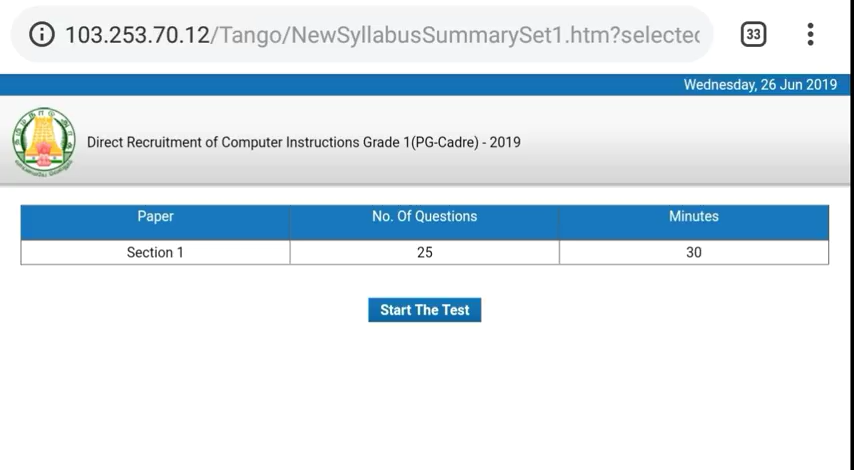 103.253.70.12/Tango/NewSyllabusSummarySet1.htm?selected
33
Wednesday, 26 Jun 2019
Direct Recruitment of Computer Instructions Grade 1(PG-Cadre) - 2019
Paper No. Of Questions Minutes
Section 1 25 30
Start The Test